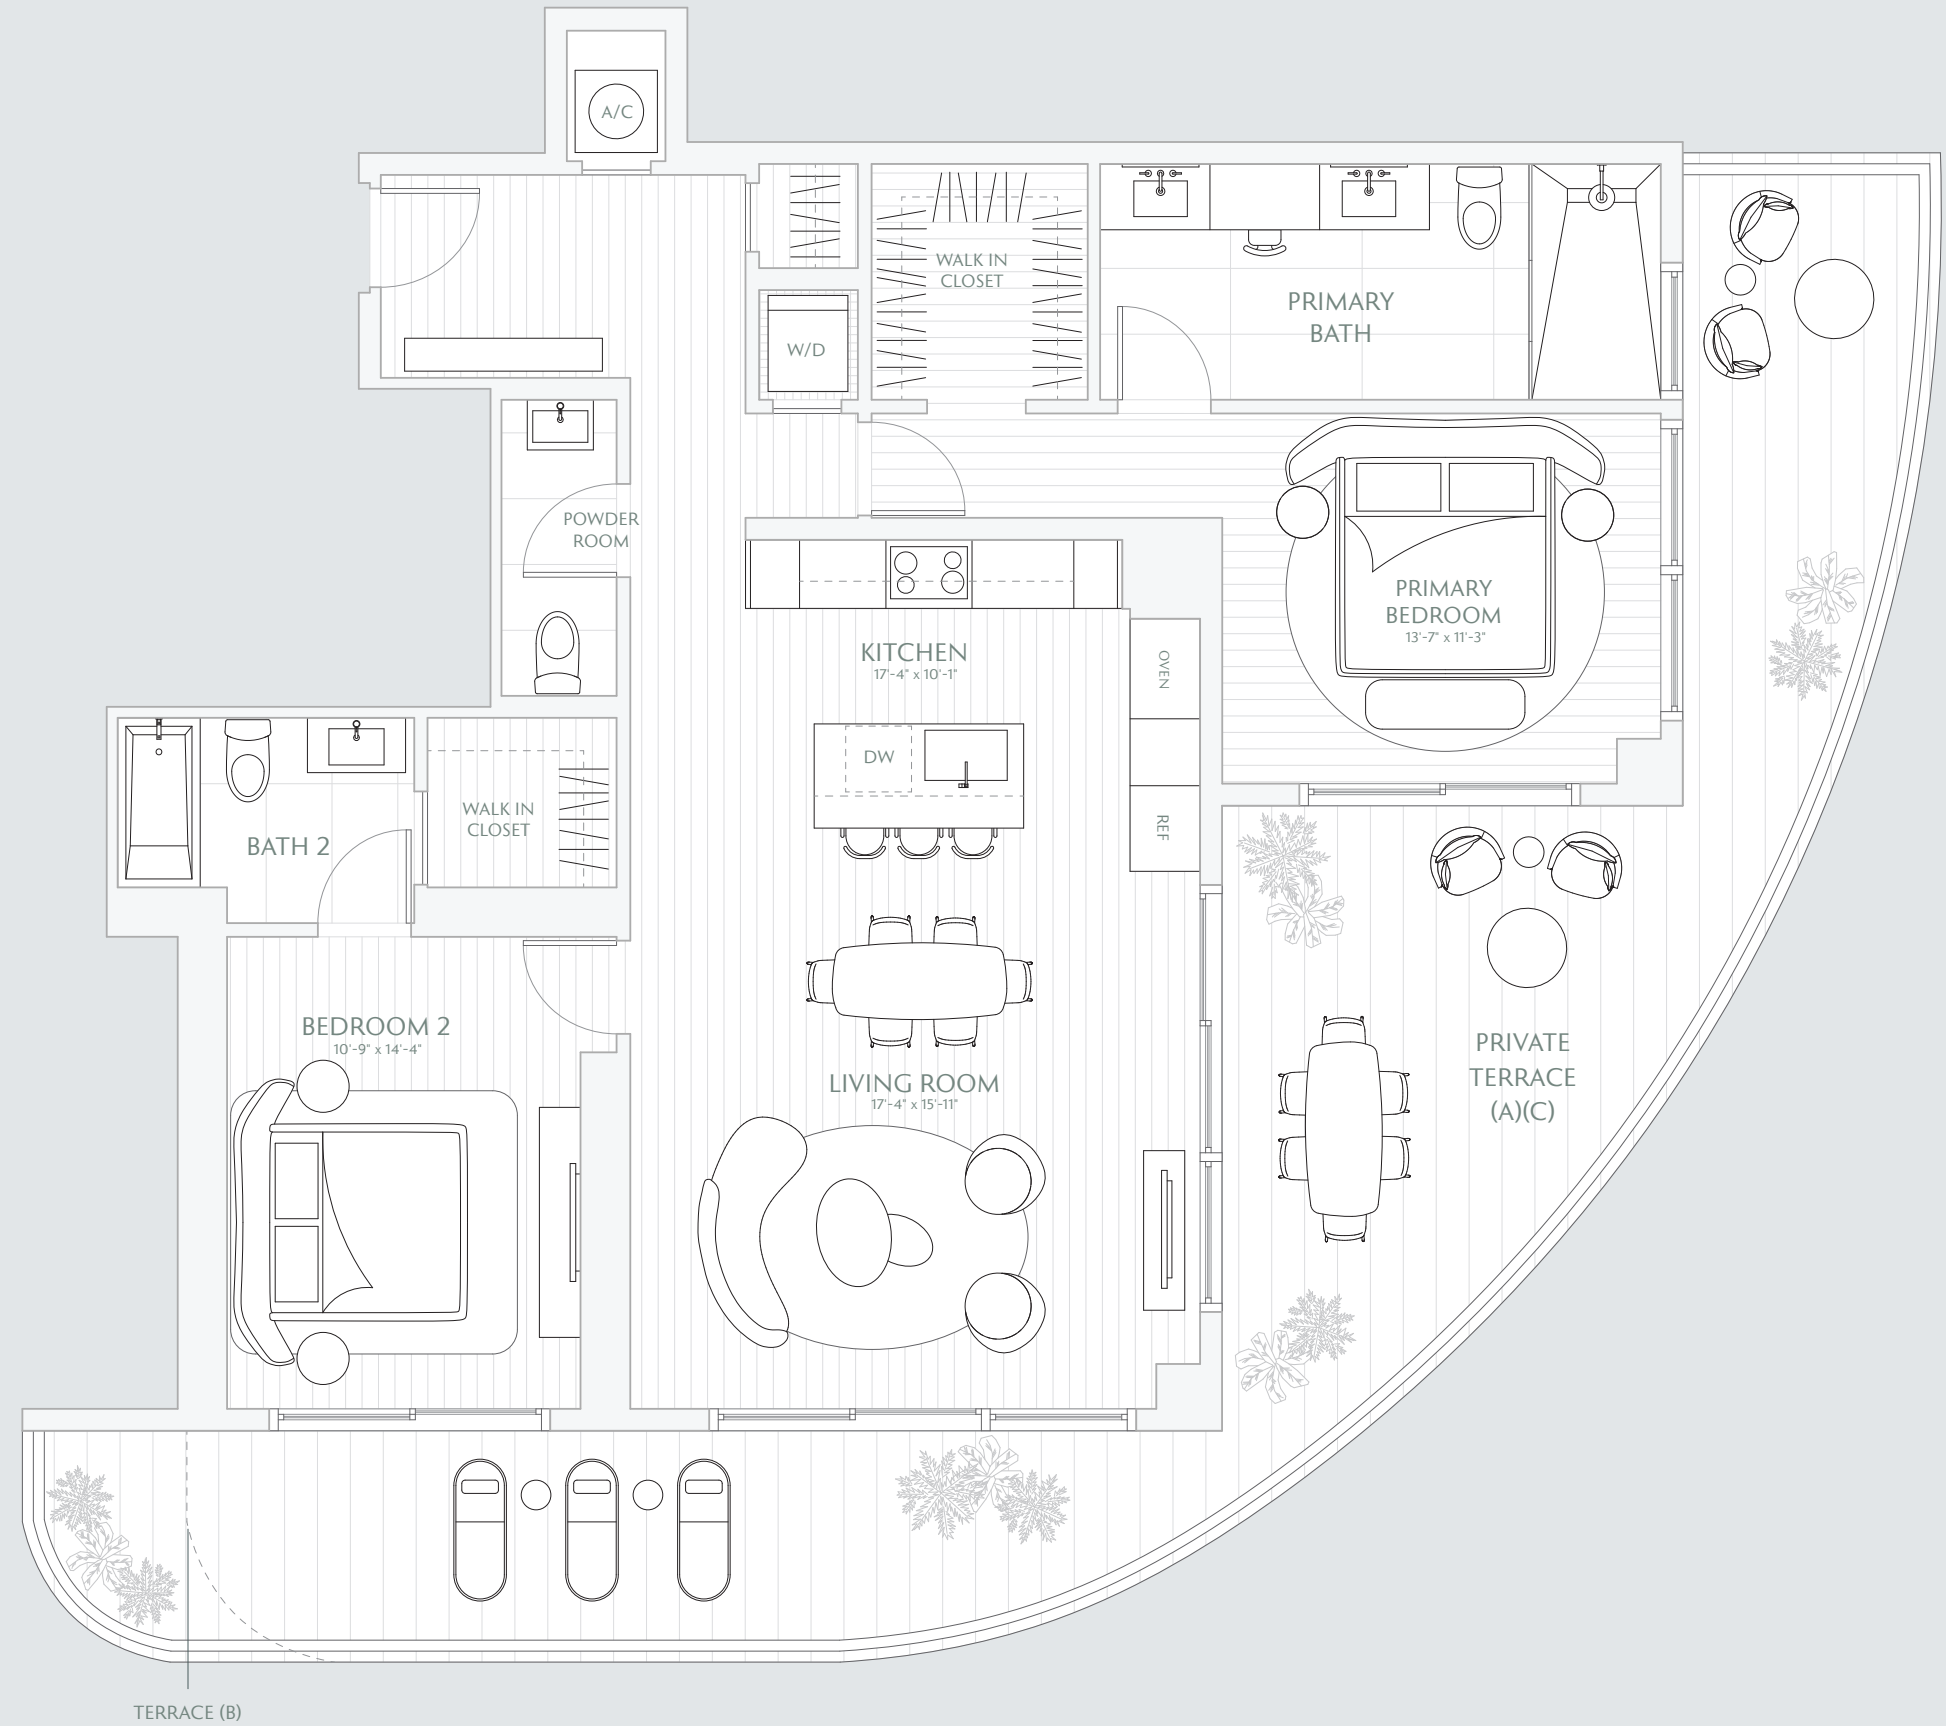 A/C
WALK IN
CLOSET
PRIMARY
BATH
W/D
POWDER
ROOM
PRIMARY
BEDROOM
13'-7" x 11'-3"
KITCHEN
17'-4" x 10'-1"
OVEN
DW
REF
WALK IN
CLOSET
BATH 2
BEDROOM 2
10'-9" x 14'-4"
LIVING ROOM
17'-4" x 15'-11"
PRIVATE
TERRACE
(A)(C)
TERRACE (B)